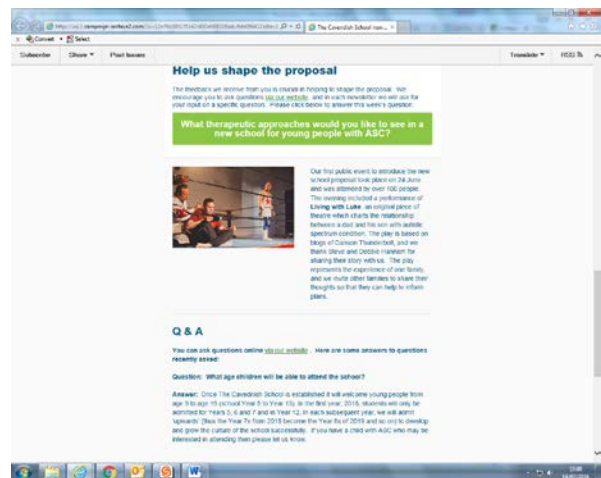 The Cavendish School
Convert Select
Subscribe Share Past Issues Translate RSS
Help us shape the proposal
The feedback we receive from you is crucial in helping to shape the proposal. We
encourage you to ask questions via our website and in each newsletter we will ask for
your input on a specific question. Please click below to answer this week's question.
What therapeutic approaches would you like to see in a
new school for young people with ASC?
Our first public event to introduce the new
school proposal took place on 24 June
and was attended by over 100 people.
The evening included a performance of
Living with Luke an original piece of
theatre which charts the relationship
between a dad and his son with autistic
spectrum condition. The play is based on
blogs of and we
thank Steve and Debbie for
sharing their story with us. The play
represents the experience of one family
and we invite other families to share their
thoughts so that they can help to inform
plans.
Q & A
You can ask questions online via our website . Here are some answers to questions
recently asked:
Question: What age children will be able to attend the school?
Answer: Once The Cavendish School is established it will welcome young people from
age 9 to age 18 (school Year 5 to Year 13). In the first year, 2018, students will only be
admitted for Years 5, 6 and 7 and in Year 12. In each subsequent year, we will admit
'upwards' (thus the Year 7s from 2018 become the Year 8s of 2019 and so on) to develop
and grow the culture of the school successfully. If you have a child with ASC who may be
interested in attending then please let us know.